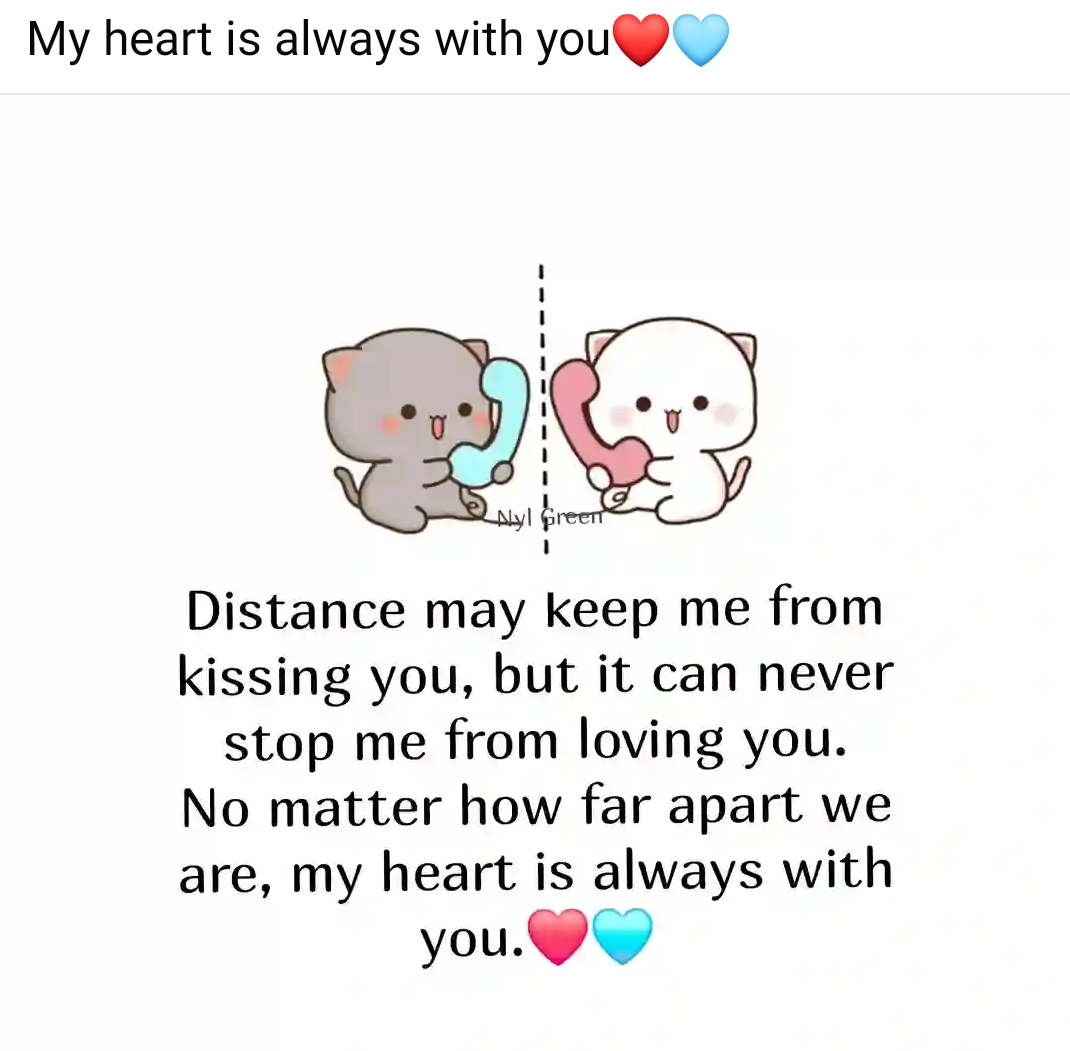 My heart is always with you❤️🩵
Nyl Green
Distance may keep me from
kissing you, but it can never
stop me from loving you.
No matter how far apart we
are, my heart is always with
you.❤️🩵